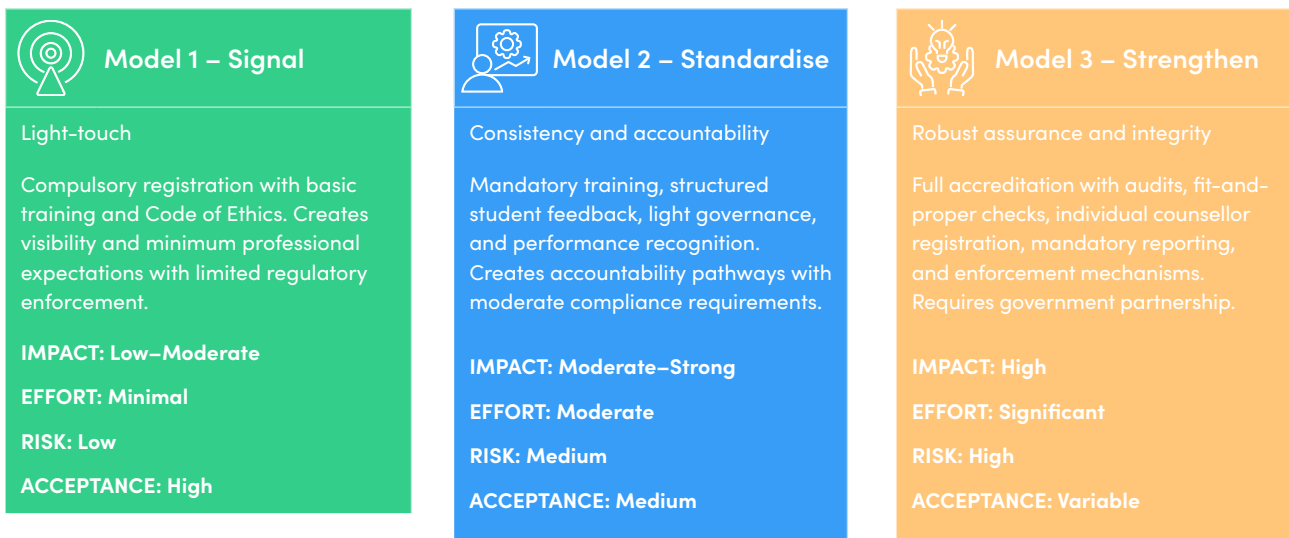 Model 1 – Signal
Light-touch
Compulsory registration with basic
training and Code of Ethics. Creates
visibility and minimum professional
expectations with limited regulatory
enforcement.
IMPACT: Low–Moderate
EFFORT: Minimal
RISK: Low
ACCEPTANCE: High
Model 2 – Standardise
Consistency and accountability
Mandatory training, structured
student feedback, light governance,
and performance recognition.
Creates accountability pathways with
moderate compliance requirements.
IMPACT: Moderate–Strong
EFFORT: Moderate
RISK: Medium
ACCEPTANCE: Medium
Model 3 – Strengthen
Robust assurance and integrity
Full accreditation with audits, fit-and-
proper checks, individual counsellor
registration, mandatory reporting,
and enforcement mechanisms.
Requires government partnership.
IMPACT: High
EFFORT: Significant
RISK: High
ACCEPTANCE: Variable